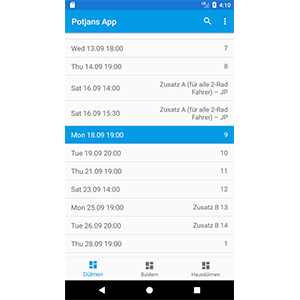 4:10
Potjans App
Wed 13.09 18:00 7
Thu 14.09 19:00 8
Sat 16.09 14:00 Zusatz A (für alle 2-Rad
Fahrer) – JP
Sat 16.09 15:30 Zusatz A (für alle 2-Rad
Fahrer) – JP
Mon 18.09 19:00 9
Tue 19.09 20:00 10
Thu 21.09 19:00 11
Sat 23.09 14:00 12
Mon 25.09 19:00 Zusatz B 13
Tue 26.09 20:00 Zusatz B 14
Thu 28.09 19:00 1
Dülmen Buldern Hausdülmen